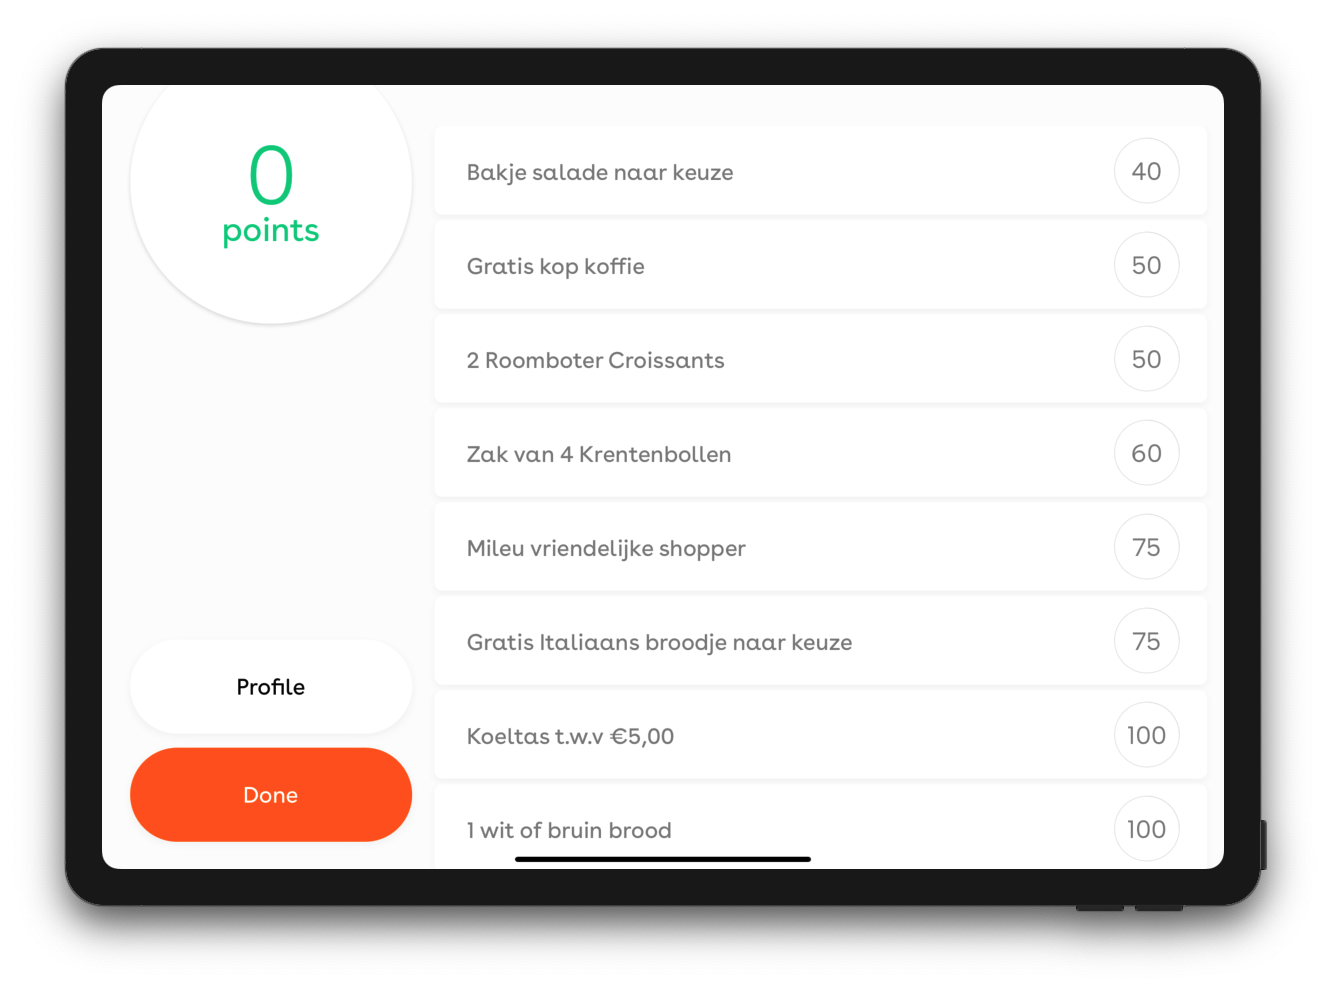 0
points
Profile
Done
Bakje salade naar keuze 40
Gratis kop koffie 50
2 Roomboter Croissants 50
Zak van 4 Krentenbollen 60
Mileu vriendelijke shopper 75
Gratis Italiaans broodje naar keuze 75
Koeltas t.w.v €5,00 100
1 wit of bruin brood 100